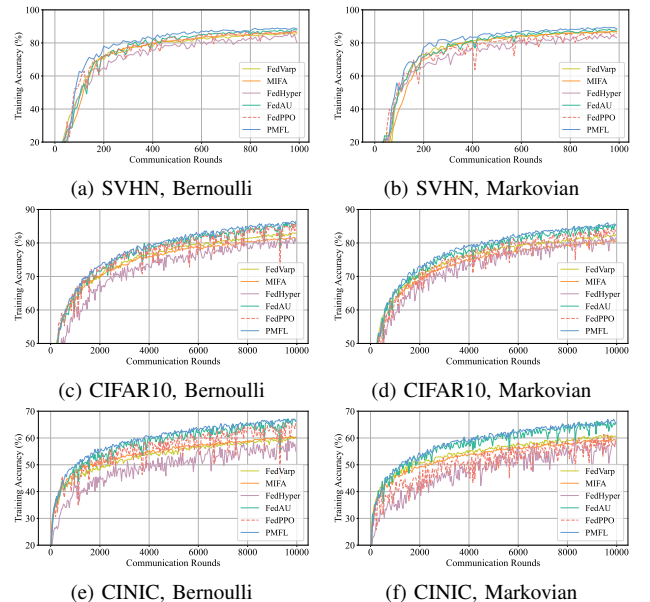 100
80
60
40
20
Training Accuracy (%)
0 200 400 600 800 1000
Communication Rounds
FedVarp
MIFA
FedHyper
FedAU
FedPPO
PMFL
(a) SVHN, Bernoulli
100
80
60
40
20
Training Accuracy (%)
0 200 400 600 800 1000
Communication Rounds
FedVarp
MIFA
FedHyper
FedAU
FedPPO
PMFL
(b) SVHN, Markovian
90
80
70
60
50
Training Accuracy (%)
0 2000 4000 6000 8000 10000
Communication Rounds
FedVarp
MIFA
FedHyper
FedAU
FedPPO
PMFL
(c) CIFAR10, Bernoulli
90
80
70
60
50
Training Accuracy (%)
0 2000 4000 6000 8000 10000
Communication Rounds
FedVarp
MIFA
FedHyper
FedAU
FedPPO
PMFL
(d) CIFAR10, Markovian
70
60
50
40
30
20
Training Accuracy (%)
0 2000 4000 6000 8000 10000
Communication Rounds
FedVarp
MIFA
FedHyper
FedAU
FedPPO
PMFL
(e) CINIC, Bernoulli
70
60
50
40
30
20
Training Accuracy (%)
0 2000 4000 6000 8000 10000
Communication Rounds
FedVarp
MIFA
FedHyper
FedAU
FedPPO
PMFL
(f) CINIC, Markovian